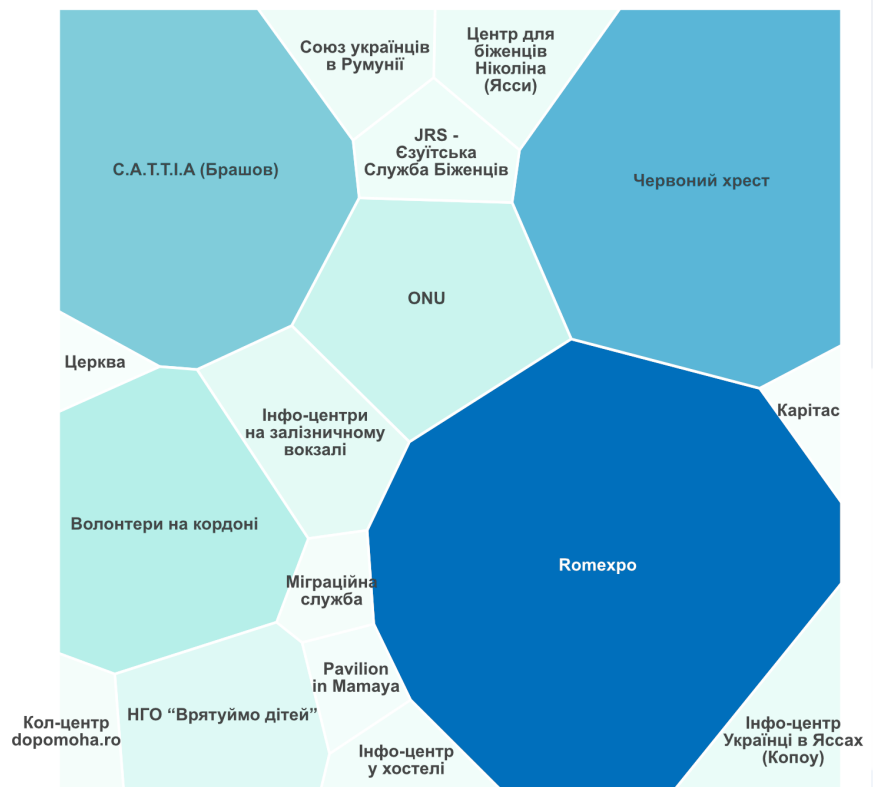 Союз українців
в Румунії
Центр для
біженців
Ніколіна
(Ясси)
JRS -
Єзуїтська
Служба Біженців
С.А.Т.Т.І.А (Брашов)
Червоний хрест
ONU
Церква
Карітас
Інфо-центри
на залізничному
вокзалі
Волонтери на кордоні
Romexpo
Міграційна
служба
Pavilion
in Mamaya
НГО “Врятуймо дітей”
Кол-центр
dopomoha.ro
Інфо-центр
у хостелі
Інфо-центр
Українці в Яссах
(Копоу)